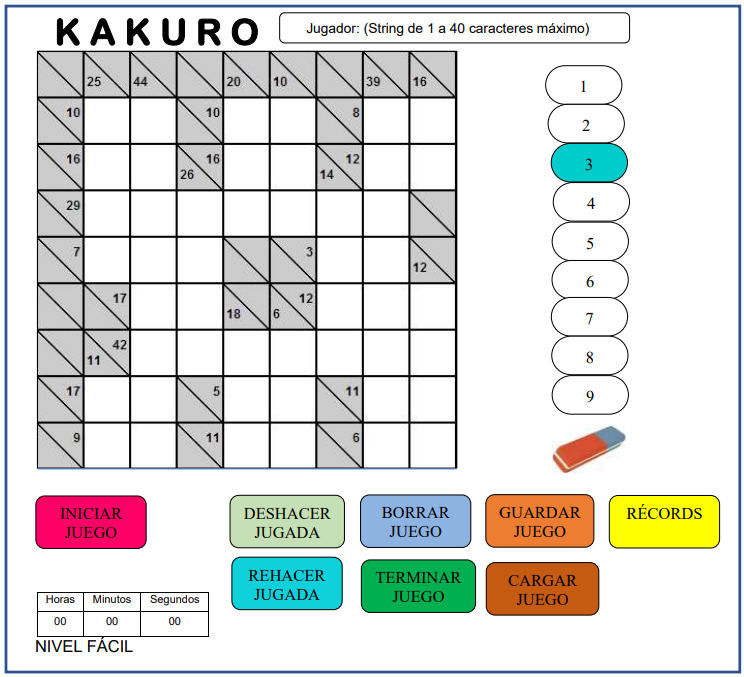 KAKURO
Jugador: (String de 1 a 40 caracteres máximo)
25 44 20 10 39 16
10 10 8
16 16 26 12 14
29
7 3 12
17 18 12 6
42 11
17 5 11
9 11 6
1
2
3
4
5
6
7
8
9
INICIAR
JUEGO
DESHACER
JUGADA
BORRAR
JUEGO
GUARDAR
JUEGO
RÉCORDS
REHACER
JUGADA
TERMINAR
JUEGO
CARGAR
JUEGO
Horas Minutos Segundos
00 00 00
NIVEL FÁCIL